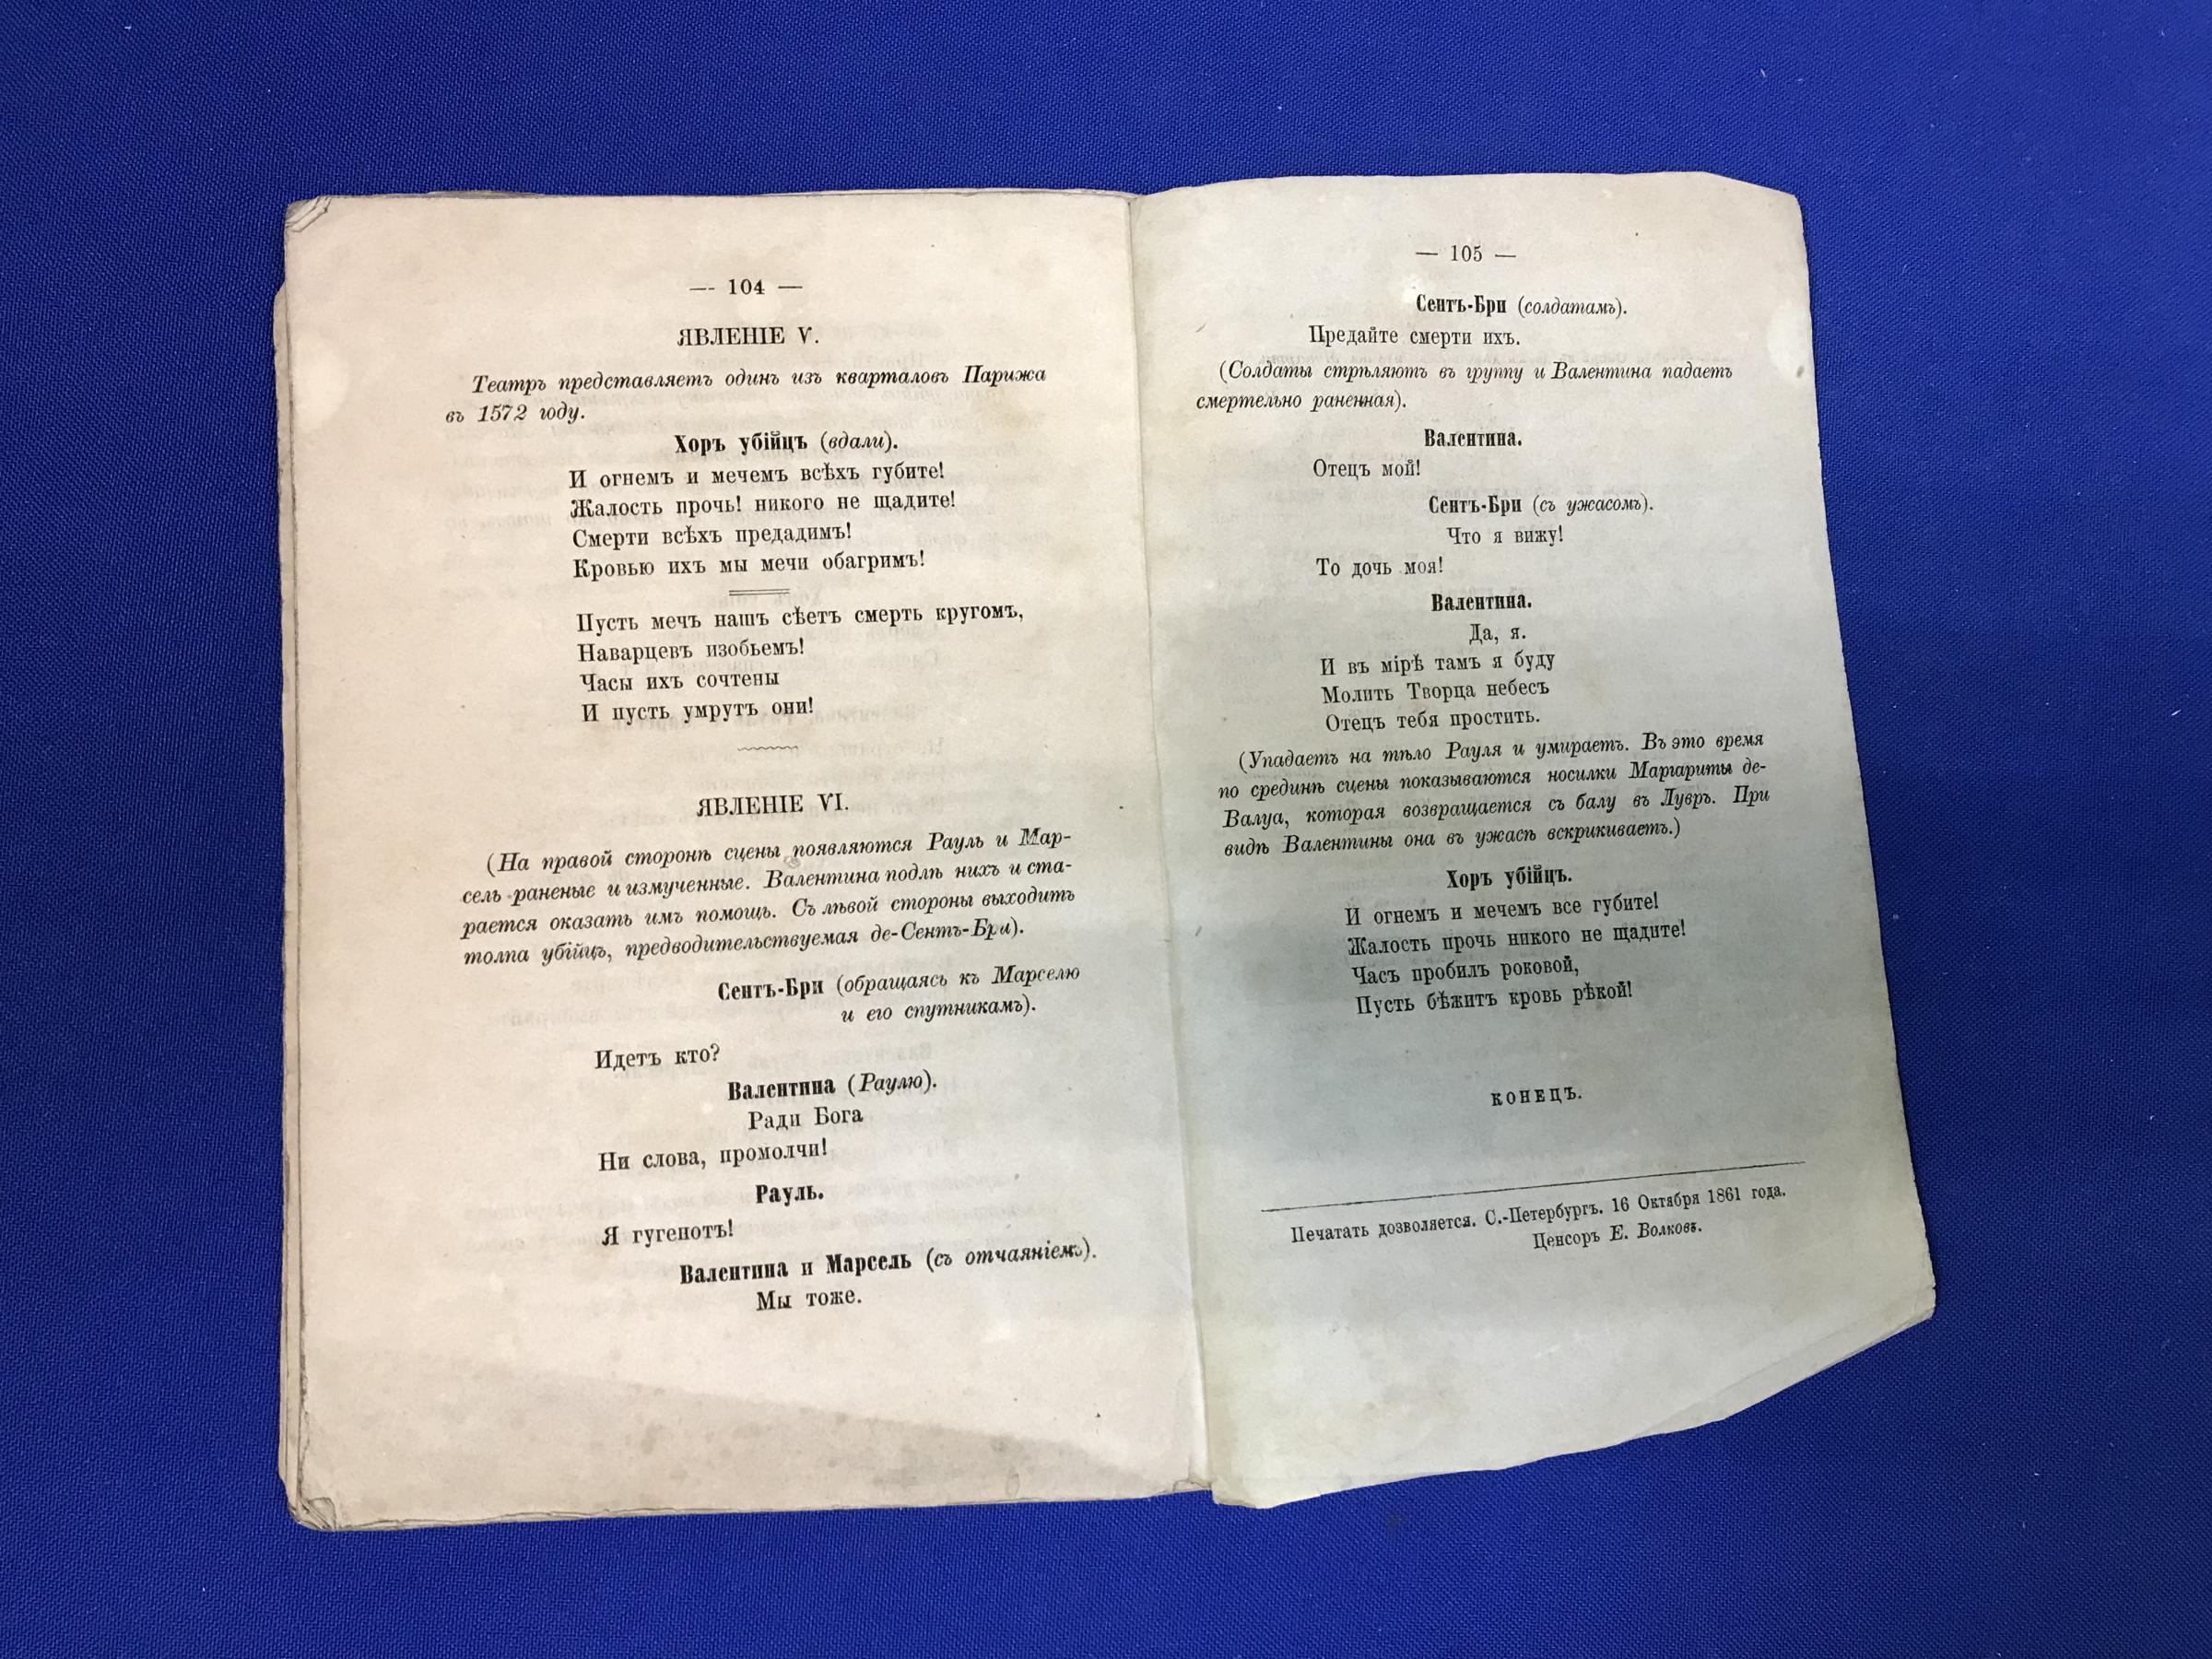 — 104 —
ЯВЛЕНІЕ V.
Театръ представляетъ одинъ изъ кварталовъ Парижа
въ 1572 году.
Хоръ убійцъ (вдали).
И огнемъ и мечемъ всѣхъ губите!
Жалость прочь! никого не щадите!
Смерти всѣхъ предадимъ!
Кровью ихъ мы мечи обагримъ!
Пусть мечъ нашъ сѣетъ смерть кругомъ,
Наварцевъ изобьемъ!
Часы ихъ сочтены
И пусть умрутъ они!
ЯВЛЕНІЕ VI.
(На правой сторонѣ сцены появляются Рауль и Мар-
сель раненые и измученные. Валентина подлѣ нихъ и ста-
рается оказать имъ помощь. Съ лѣвой стороны выходитъ
толпа убійцъ, предводительствуемая де-Сентъ-Бри).
Сентъ-Бри (обращаясь къ Марселю
и его спутникамъ).
Идетъ кто?
Валентина (Раулю).
Ради Бога
Ни слова, промолчи!
Рауль.
Я гугенотъ!
Валентина и Марсель (съ отчаяніемъ).
Мы тоже.
— 105 —
Сентъ-Бри (солдатамъ).
Предайте смерти ихъ.
(Солдаты стрѣляютъ въ группу и Валентина падаетъ
смертельно раненная).
Валентина.
Отецъ мой!
Сентъ-Бри (съ ужасомъ).
Что я вижу!
То дочь моя!
Валентина.
Да, я.
И въ мірѣ тамъ я буду
Молить Творца небесъ
Отецъ тебя простить.
(Упадаетъ на тѣло Рауля и умираетъ. Въ это время
по срединѣ сцены показываются носилки Маргариты де-
Валуа, которая возвращается съ балу въ Лувръ. При
видѣ Валентины она въ ужасѣ вскрикиваетъ.)
Хоръ убійцъ.
И огнемъ и мечемъ все губите!
Жалость прочь никого не щадите!
Часъ пробилъ роковой,
Пусть бѣжитъ кровь рѣкой!
КОНЕЦЪ.
Печатать дозволяется. С.-Петербургъ. 16 Октября 1861 года.
Ценсоръ Е. Волковъ.